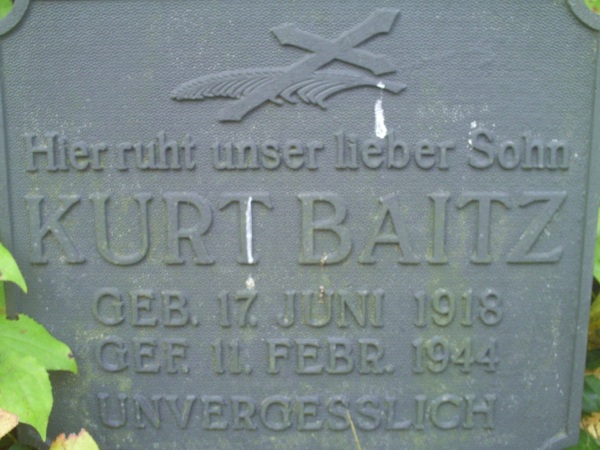 Hier ruht unser lieber Sohn
KURT BAITZ
GEB. 17. JUNI 1918
GEF. 11. FEBR. 1944
UNVERGESSLICH